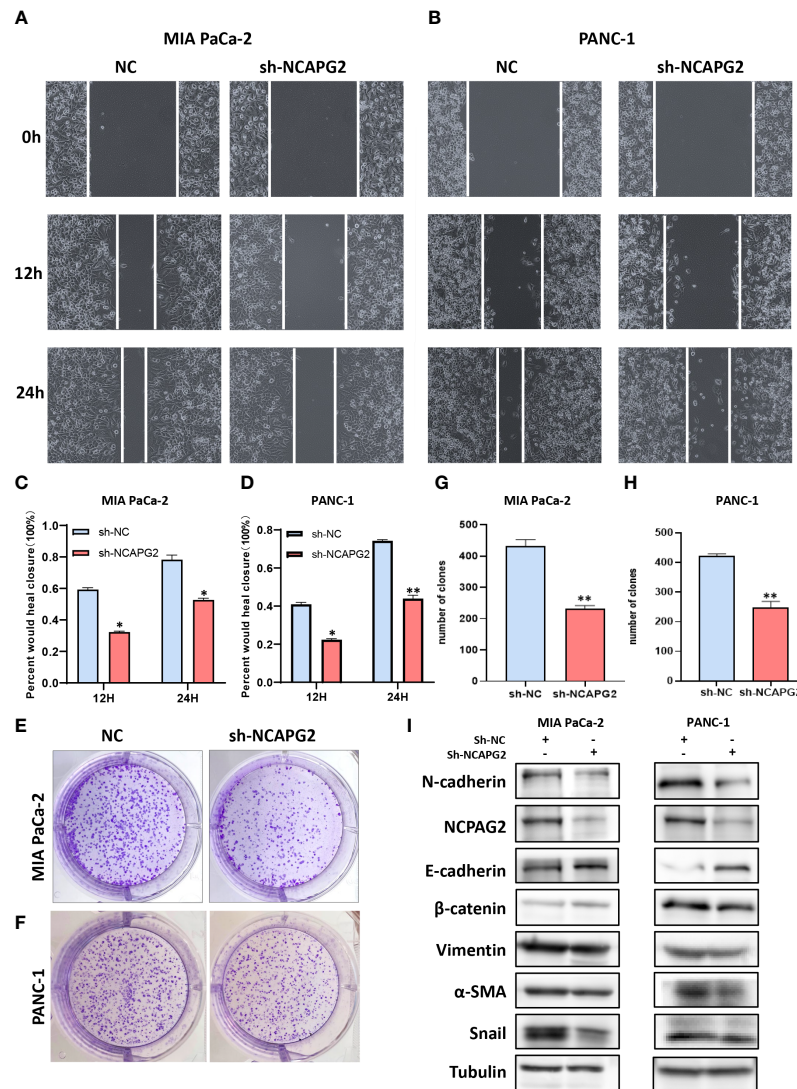 A
B
MIA PaCa-2
PANC-1
NC
sh-NCAPG2
NC
sh-NCAPG2
0h
12h
24h
C
MIA PaCa-2
Percent would heal closure(100%)
1.0
0.8
0.6
0.4
0.2
0.0
sh-NC
sh-NCAPG2
*
*
12H
24H
D
PANC-1
Percent would heal closure(100%)
0.8
0.6
0.4
0.2
0.0
sh-NC
sh-NCAPG2
*
**
12H
24H
G
MIA PaCa-2
number of clones
500
400
300
200
100
0
**
sh-NC
sh-NCAPG2
H
PANC-1
number of clones
500
400
300
200
100
0
**
sh-NC
sh-NCAPG2
E
NC
sh-NCAPG2
MIA PaCa-2
F
PANC-1
I
MIA PaCa-2
PANC-1
Sh-NC + - + -
Sh-NCAPG2 - + - +
N-cadherin
NCPAG2
E-cadherin
β-catenin
Vimentin
α-SMA
Snail
Tubulin